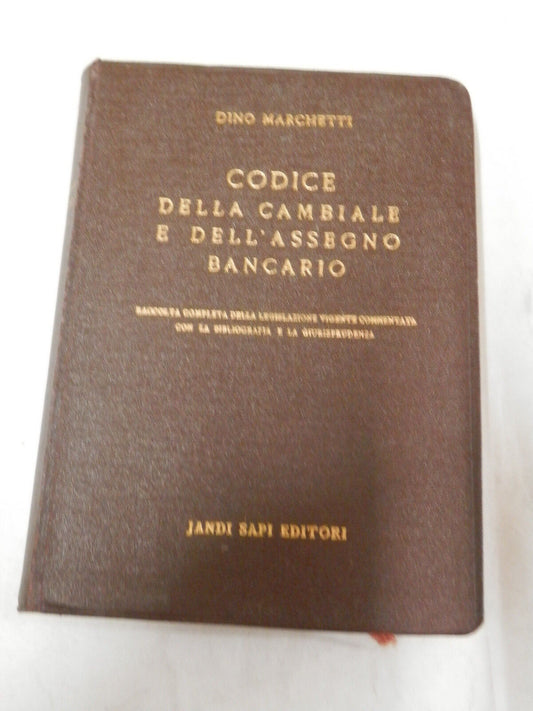 DINO MARCHETTI
CODICE
DELLA CAMBIALE
E DELL'ASSEGNO
BANCARIO
RACCOLTA COMPLETA DELLA LEGISLAZIONE VIGENTE COMMENTATA
CON LA BIBLIOGRAFIA E LA GIURISPRUDENZA
JANDI SAPI EDITORI